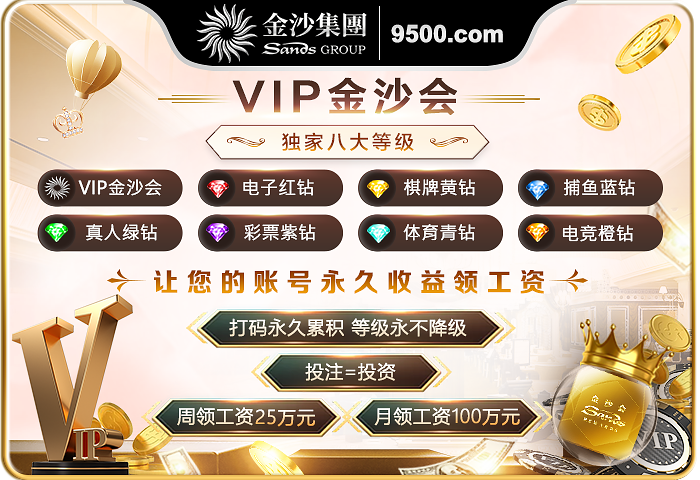 金沙集團
Sands GROUP
9500.com
VIP金沙会
独家八大等级
VIP金沙会
电子红钻
棋牌黄钻
捕鱼蓝钻
真人绿钻
彩票紫钻
体育青钻
电竞橙钻
让您的账号永久收益领工资
打码永久累积 等级永不降级
投注=投资
周领工资25万元
月领工资100万元
VIP
金沙会
Sands
VIP